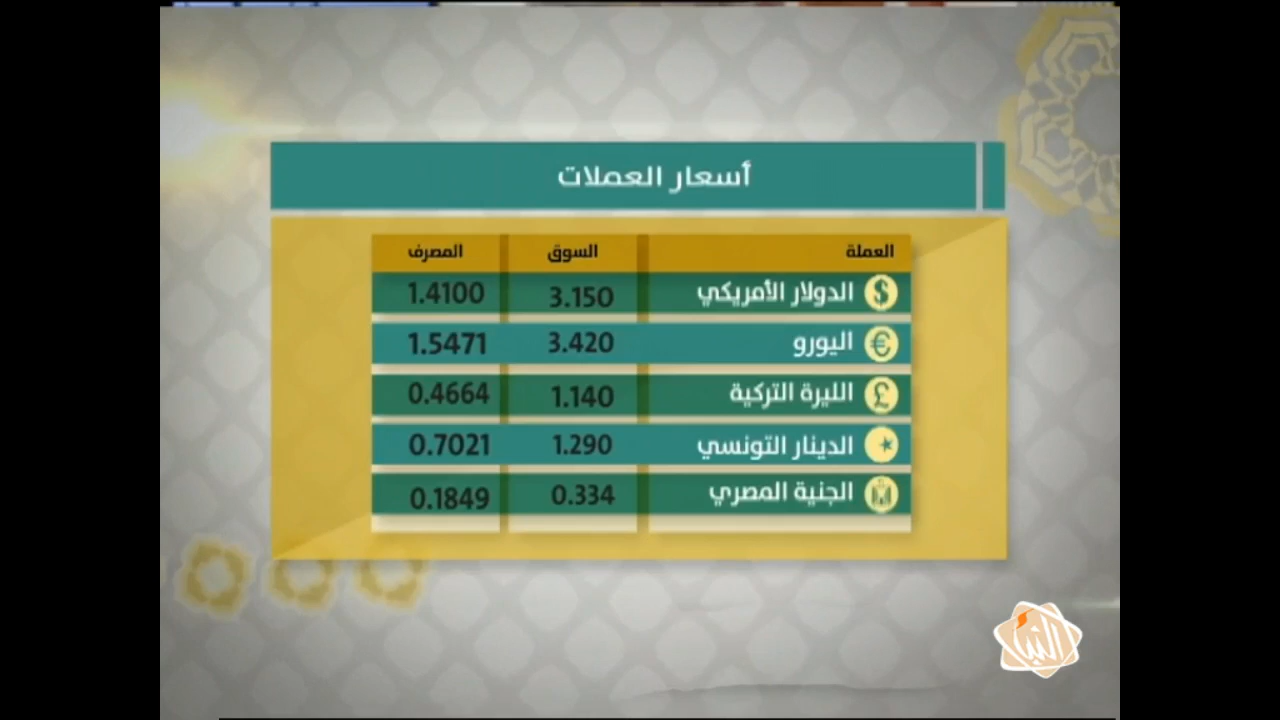 أسعار العملات
العملة السوق المصرف
$ الدولار الأمريكي 3.150 1.4100
€ اليورو 3.420 1.5471
£ الليرة التركية 1.140 0.4664
الدينار التونسي 1.290 0.7021
الجنية المصري 0.334 0.1849
النبأ